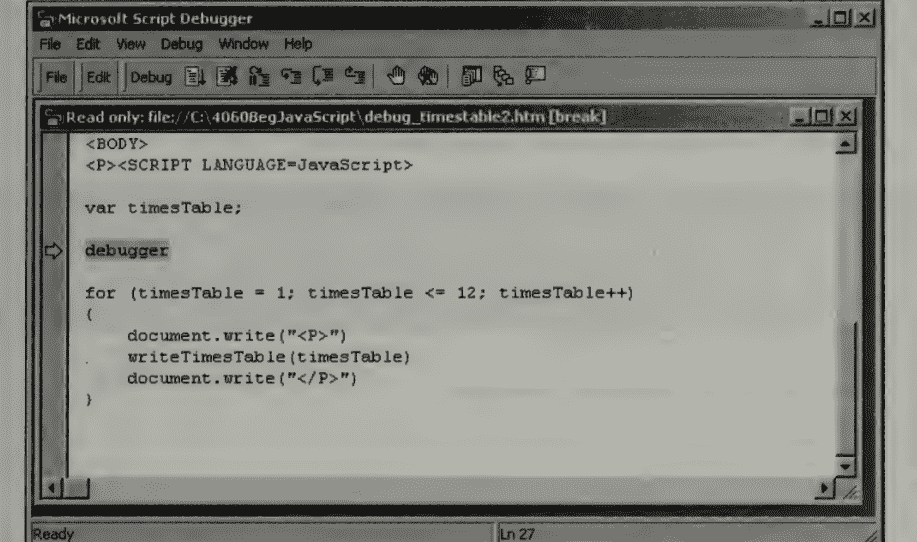 Microsoft Script Debugger
File Edit View Debug Window Help
File Edit Debug
Read only: file://C:\40608egJavaScript\debug_timestable2.htm [break]
<BODY>
<P><SCRIPT LANGUAGE=JavaScript>
var timesTable;
debugger
for (timesTable = 1; timesTable <= 12; timesTable++)
{
document.write("<P>")
writeTimesTable(timesTable)
document.write("</P>")
}
Ready Ln 27